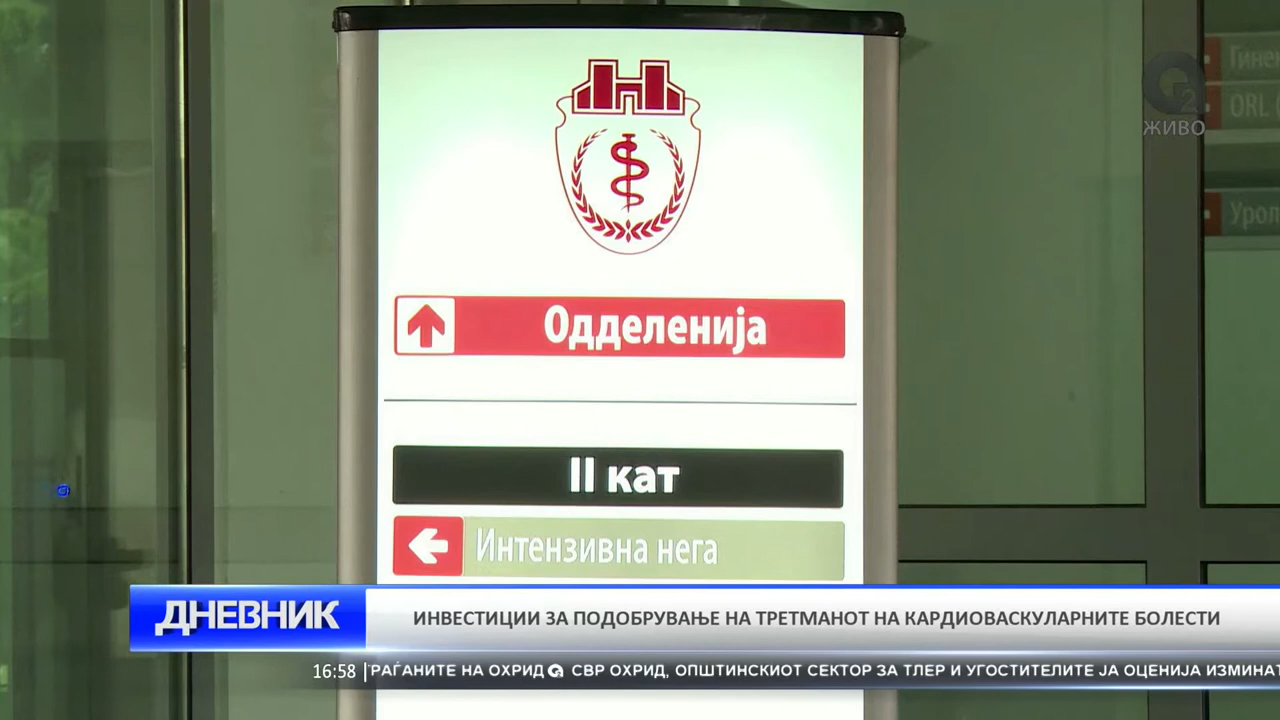 ЖИВО
ORL
Одделенија
II кат
Интензивна нега
ДНЕВНИК
ИНВЕСТИЦИИ ЗА ПОДОБРУВАЊЕ НА ТРЕТМАНОТ НА КАРДИОВАСКУЛАРНИТЕ БОЛЕСТИ
16:58 РАЃАНИТЕ НА ОХРИД СВР ОХРИД, ОПШТИНСКИОТ СЕКТОР ЗА ТЛЕР И УГОСТИТЕЛИТЕ ЈА ОЦЕНИЈА ИЗМИНАТ